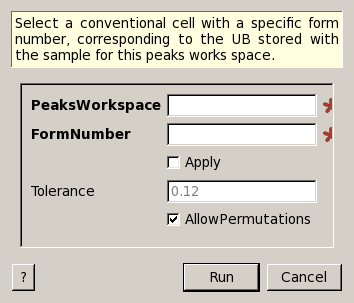 Select a conventional cell with a specific form
number, corresponding to the UB stored with
the sample for this peaks works space.
PeaksWorkspace
FormNumber
Apply
Tolerance 0.12
AllowPermutations
? Run Cancel